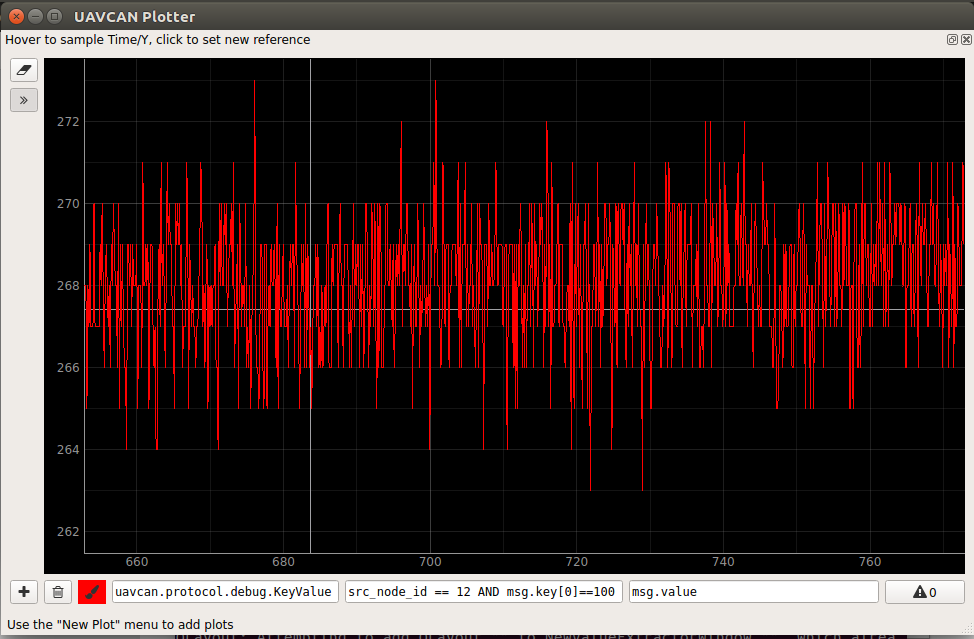 UAVCAN Plotter
Hover to sample Time/Y, click to set new reference
272
270
268
266
264
262
660
680
700
720
740
760
uavcan.protocol.debug.KeyValue
src_node_id == 12 AND msg.key[0]==100
msg.value
0
Use the "New Plot" menu to add plots